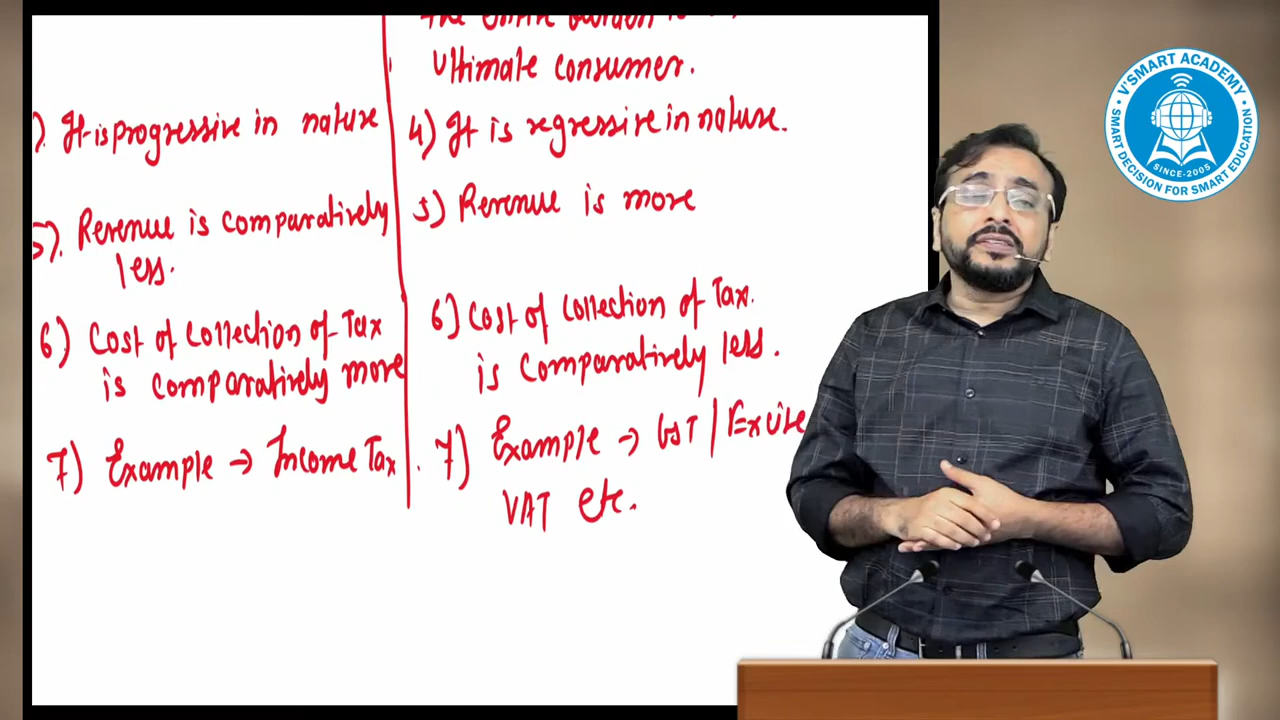 ultimate consumer.
). It is progressive in nature
4) It is regressive in nature.
5). Revenue is comparatively
less.
5) Revenue is more
6) Cost of collection of Tax
is comparatively more
6) Cost of collection of Tax.
is comparatively less.
7) Example → Income Tax
7) Example → GST / Excise
VAT etc.
V'SMART ACADEMY
SINCE-2005
SMART DECISION FOR SMART EDUCATION